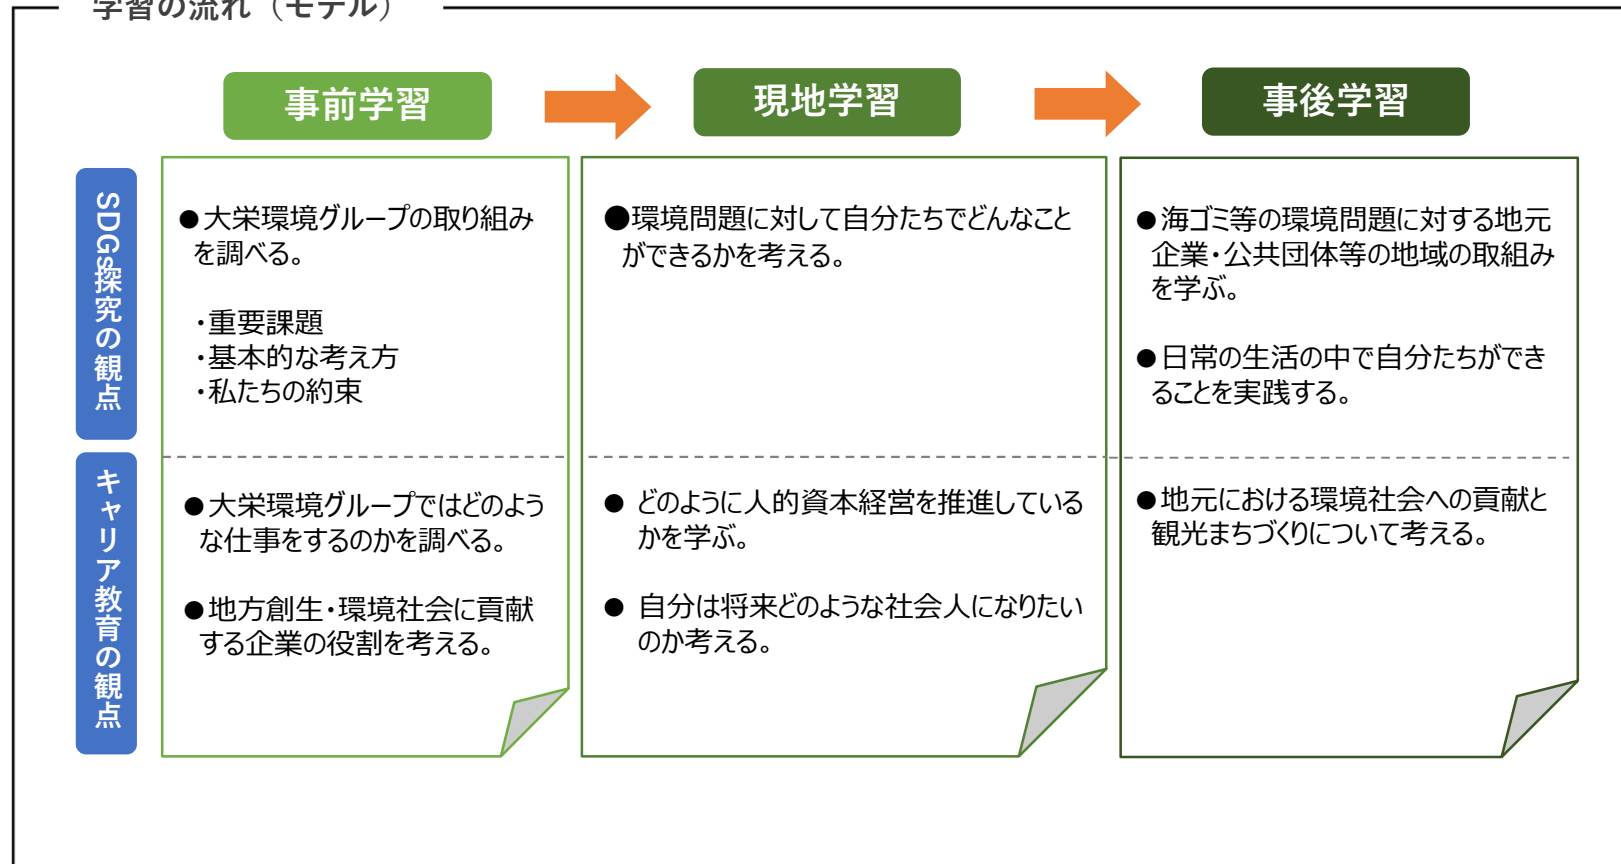 学習の流れ（モデル）
事前学習
現地学習
事後学習
SDGs探究の観点
●大栄環境グループの取り組み
を調べる。
・重要課題
・基本的な考え方
・私たちの約束
●環境問題に対して自分たちでどんなこと
ができるかを考える。
●海ゴミ等の環境問題に対する地元
企業・公共団体等の地域の取組み
を学ぶ。
●日常の生活の中で自分たちができ
ることを実践する。
キャリア教育の観点
●大栄環境グループではどのよう
な仕事をするのかを調べる。
●地方創生・環境社会に貢献
する企業の役割を考える。
● どのように人的資本経営を推進している
かを学ぶ。
● 自分は将来どのような社会人になりたい
のか考える。
●地元における環境社会への貢献と
観光まちづくりについて考える。